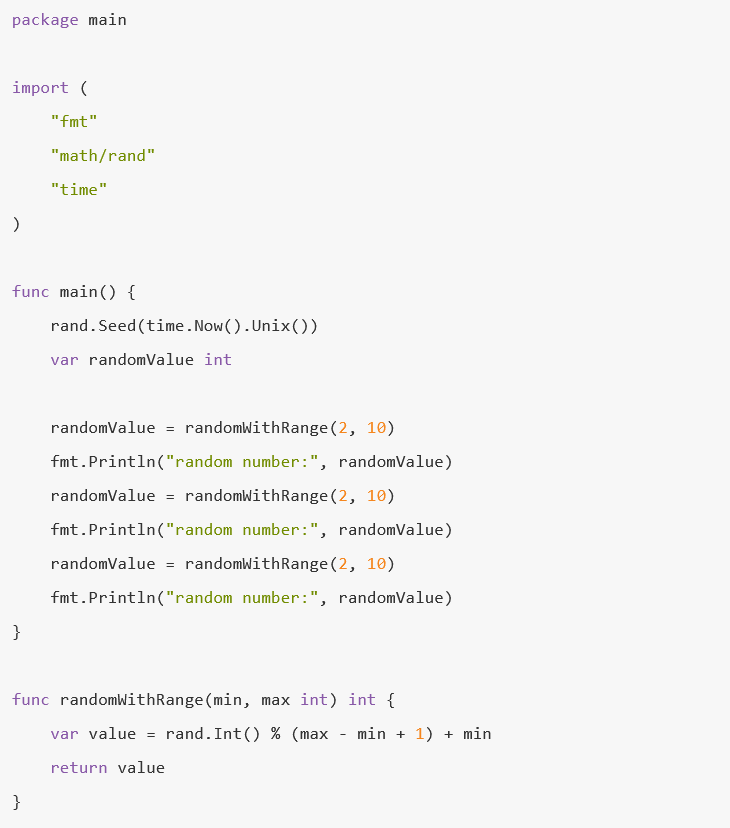 package main
import (
    "fmt"
    "math/rand"
    "time"
)
func main() {
    rand.Seed(time.Now().Unix())
    var randomValue int
    randomValue = randomWithRange(2, 10)
    fmt.Println("random number:", randomValue)
    randomValue = randomWithRange(2, 10)
    fmt.Println("random number:", randomValue)
    randomValue = randomWithRange(2, 10)
    fmt.Println("random number:", randomValue)
}
func randomWithRange(min, max int) int {
    var value = rand.Int() % (max - min + 1) + min
    return value
}